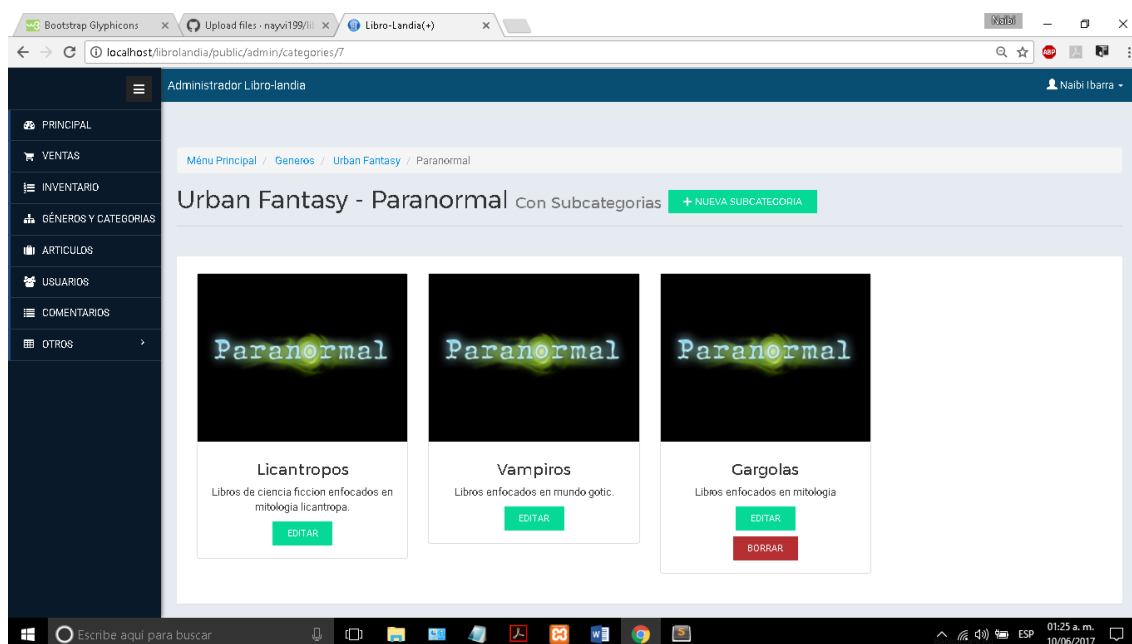 Bootstrap Glyphicons
Upload files · nayvi199/li
Libro-Landia(+)
Naibi
localhost/librolandia/public/admin/categories/7
ABP
Administrador Libro-landia
Naibi Ibarra
PRINCIPAL
VENTAS
INVENTARIO
GÉNEROS Y CATEGORIAS
ARTICULOS
USUARIOS
COMENTARIOS
OTROS
Ménu Principal / Generos / Urban Fantasy / Paranormal
Urban Fantasy - Paranormal Con Subcategorias
+ NUEVA SUBCATEGORIA
Paranormal
Paranormal
Paranormal
Licantropos
Libros de ciencia ficcion enfocados en
mitologia licantropa.
EDITAR
Vampiros
Libros enfocados en mundo gotic.
EDITAR
Gargolas
Libros enfocados en mitologia
EDITAR
BORRAR
Escribe aquí para buscar
ESP
01:25 a. m.
10/06/2017